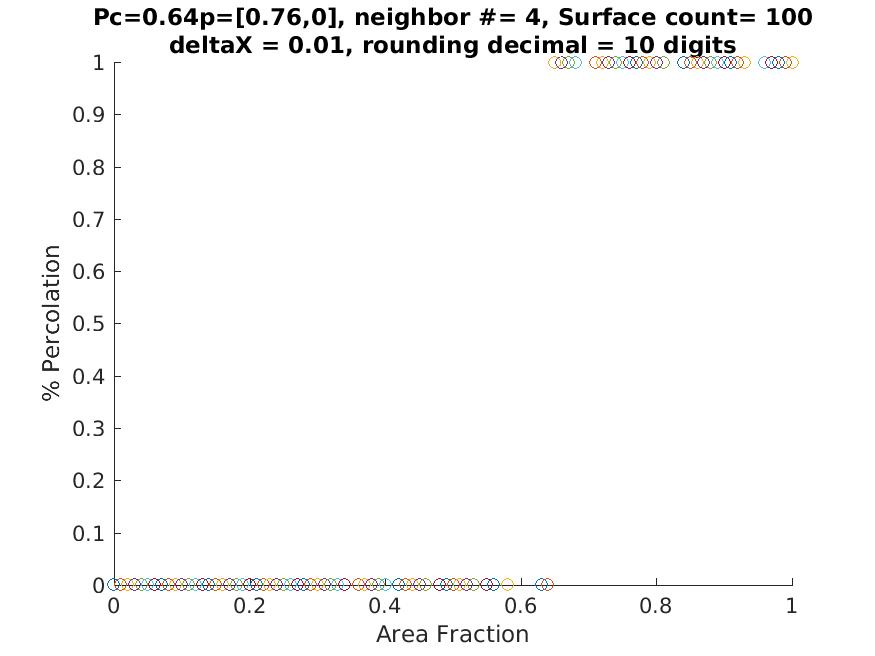 Pc=0.64p=[0.76,0], neighbor #= 4, Surface count= 100
deltaX = 0.01, rounding decimal = 10 digits
1
0.9
0.8
0.7
0.6
0.5
0.4
0.3
0.2
0.1
0
% Percolation
0 0.2 0.4 0.6 0.8 1
Area Fraction